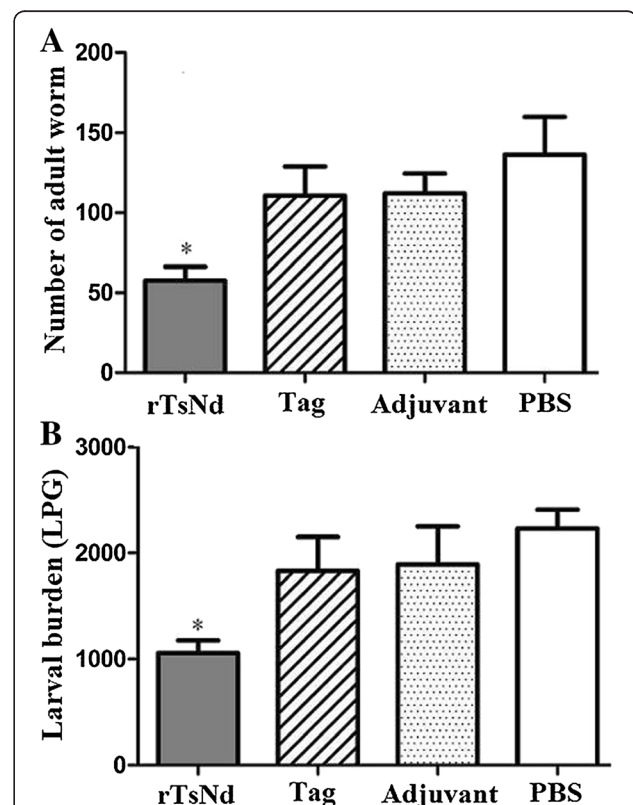 A
Number of adult worm
200
150
100
50
0
*
rTsNd Tag Adjuvant PBS
B
Larval burden (LPG)
3000
2000
1000
0
*
rTsNd Tag Adjuvant PBS